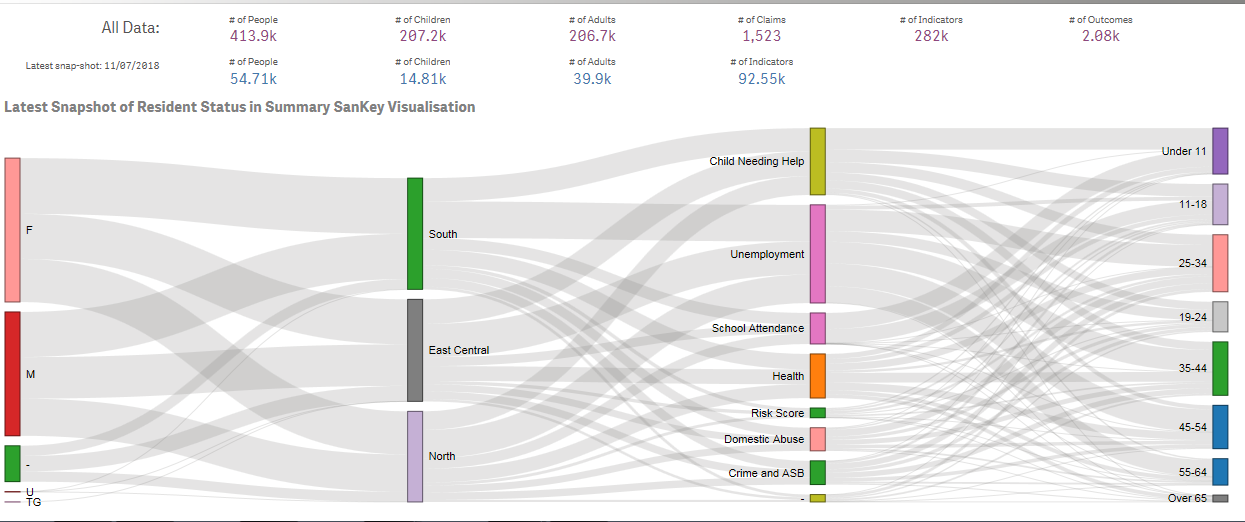 All Data:
# of People
413.9k
# of Children
207.2k
# of Adults
206.7k
# of Claims
1,523
# of Indicators
282k
# of Outcomes
2.08k
Latest snap-shot: 11/07/2018
# of People
54.71k
# of Children
14.81k
# of Adults
39.9k
# of Indicators
92.55k
Latest Snapshot of Resident Status in Summary SanKey Visualisation
F
M
-
U
TG
South
East Central
North
Child Needing Help
Unemployment
School Attendance
Health
Risk Score
Domestic Abuse
Crime and ASB
-
Under 11
11-18
25-34
19-24
35-44
45-54
55-64
Over 65